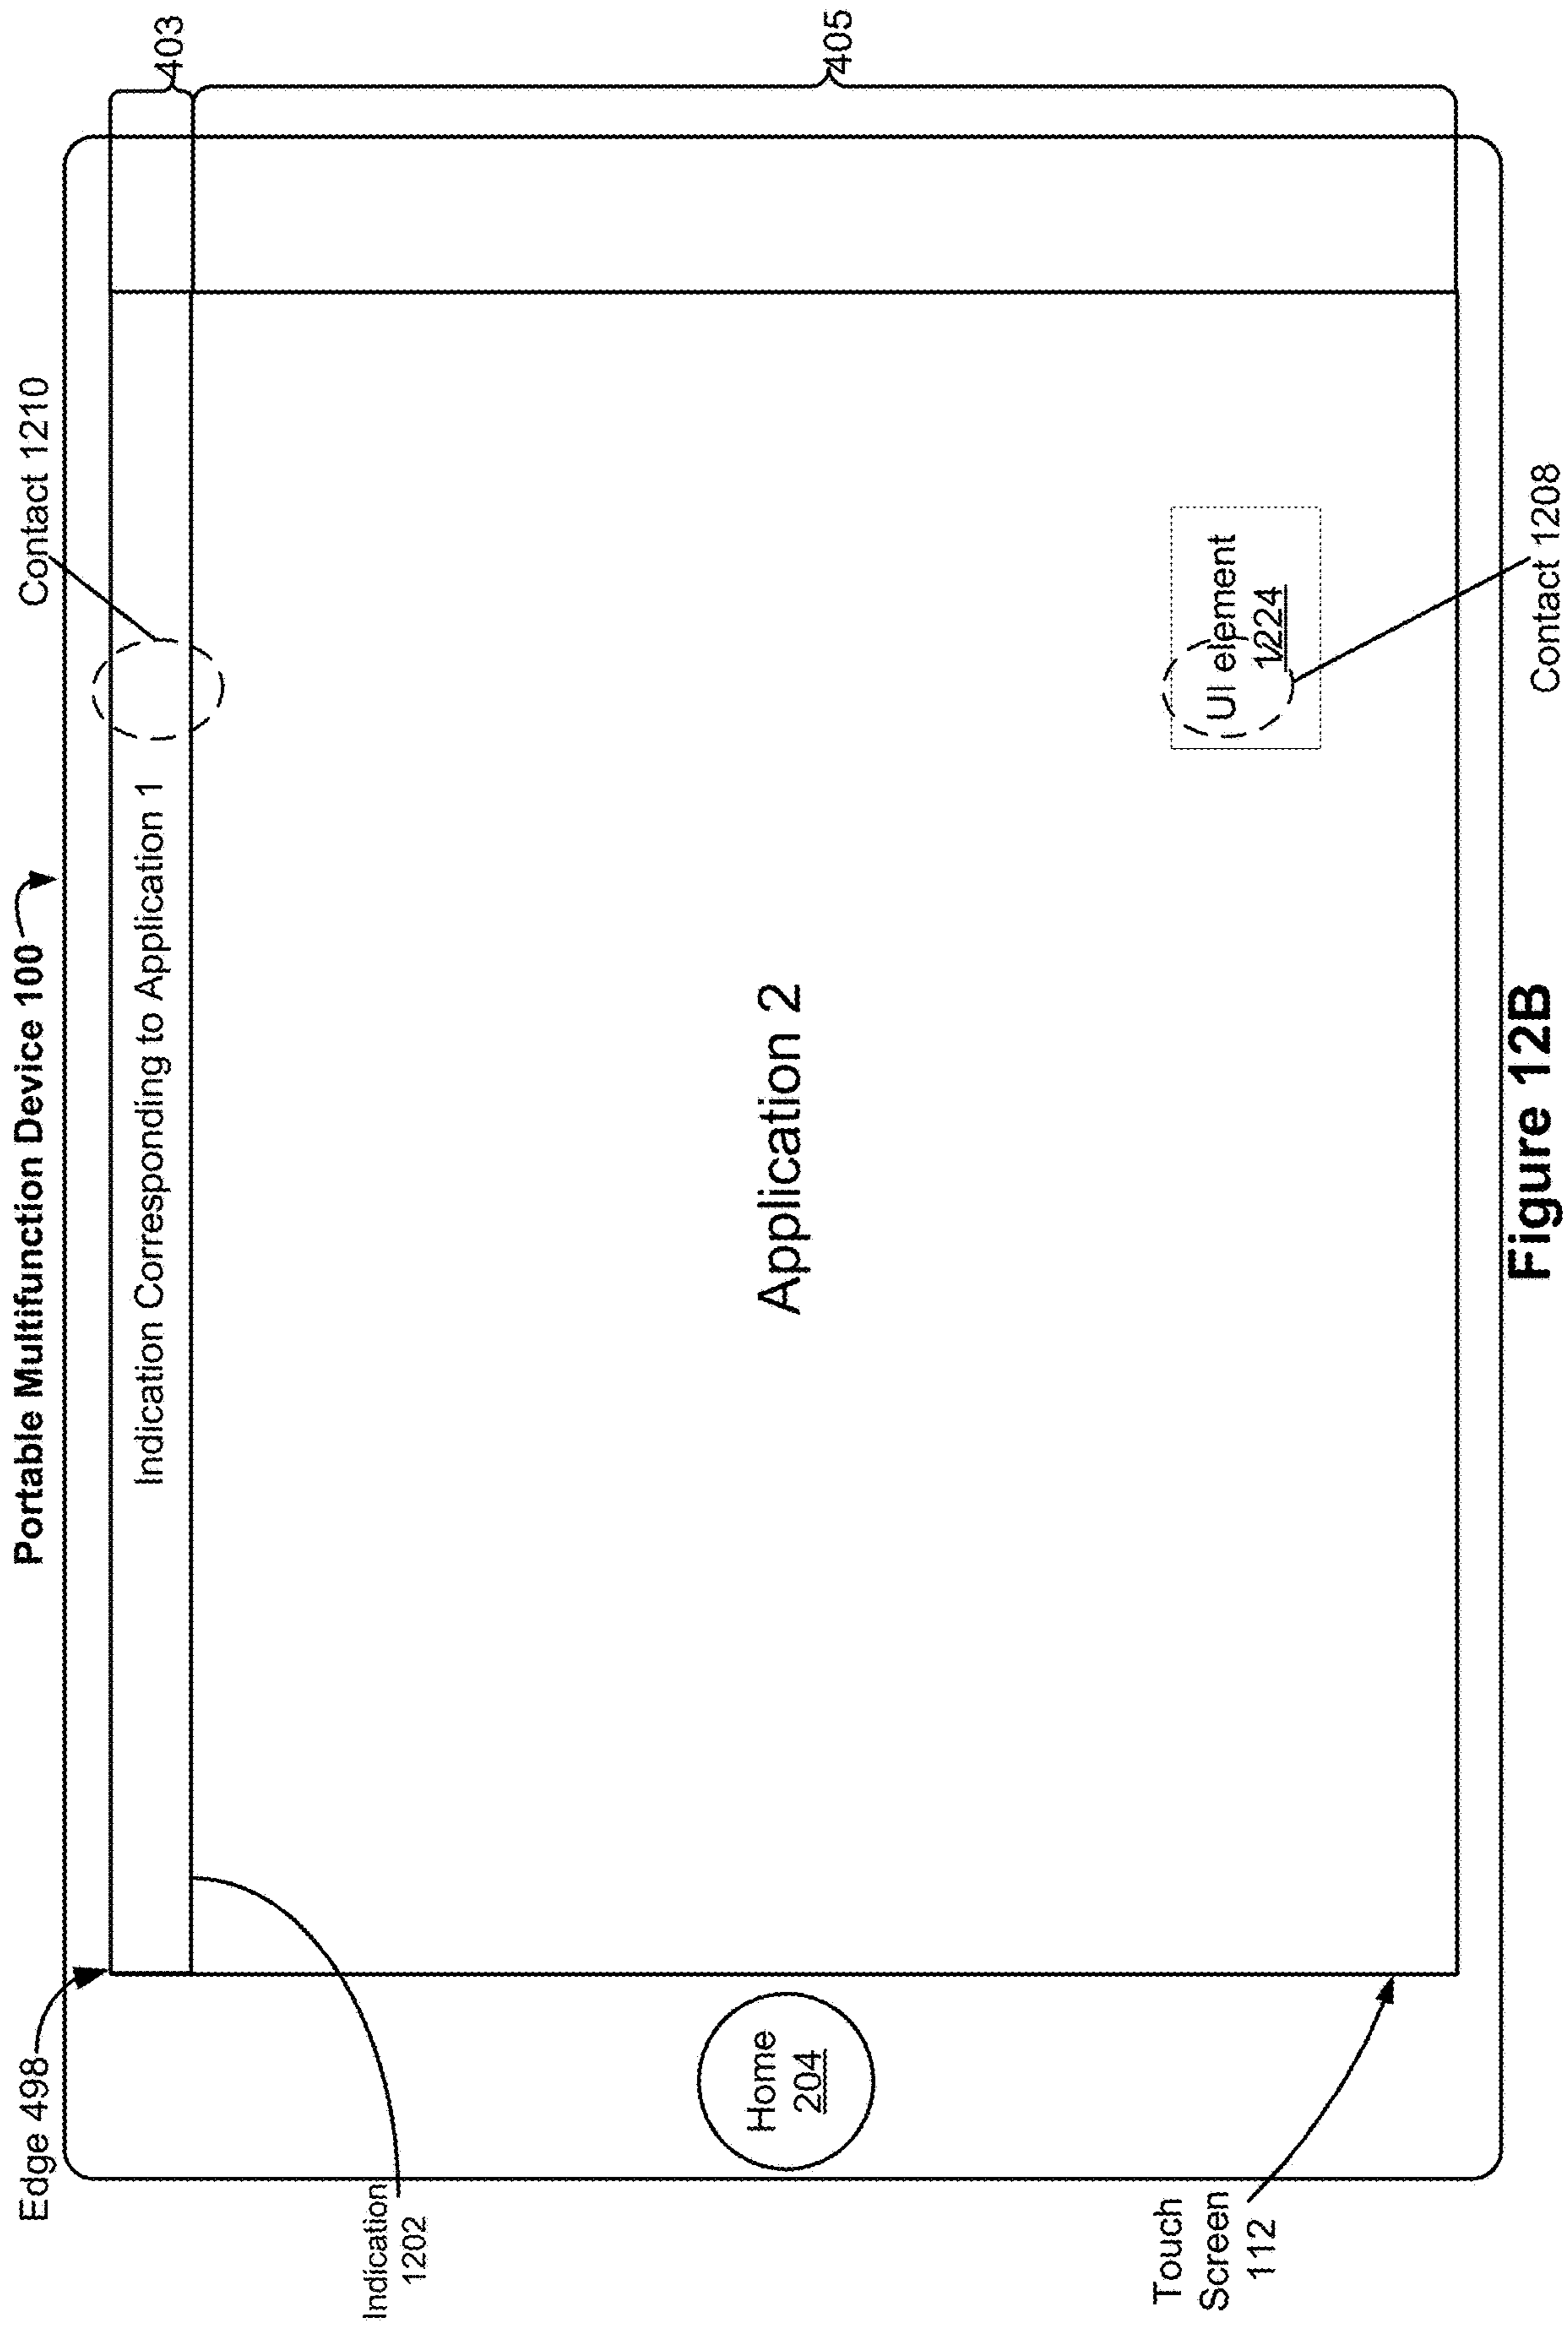 Portable Multifunction Device 100
Edge 498
Contact 1210
403
Indication Corresponding to Application 1
Indication
1202
Application 2
405
Home
204
UI element
1224
Touch
Screen
112
Contact 1208
Figure 12B